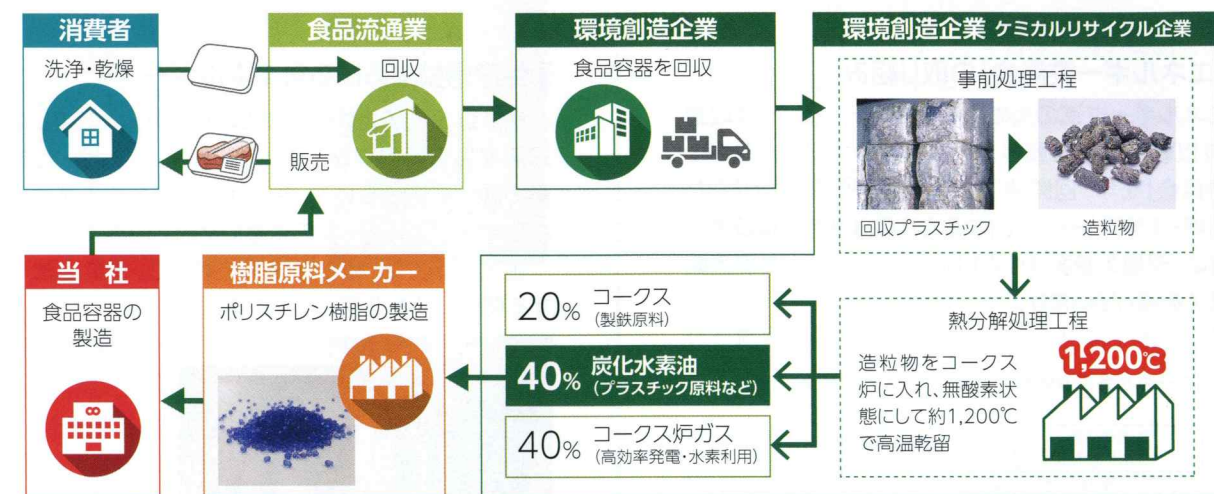 消費者
洗浄・乾燥
食品流通業
回収
販売
環境創造企業
食品容器を回収
環境創造企業 ケミカルリサイクル企業
事前処理工程
回収プラスチック
造粒物
熱分解処理工程
造粒物をコークス
炉に入れ、無酸素状
態にして約1,200℃
で高温乾留
1,200℃
20% コークス
(製鉄原料)
40% 炭化水素油
(プラスチック原料など)
40% コークス炉ガス
(高効率発電・水素利用)
樹脂原料メーカー
ポリスチレン樹脂の製造
当 社
食品容器の
製造